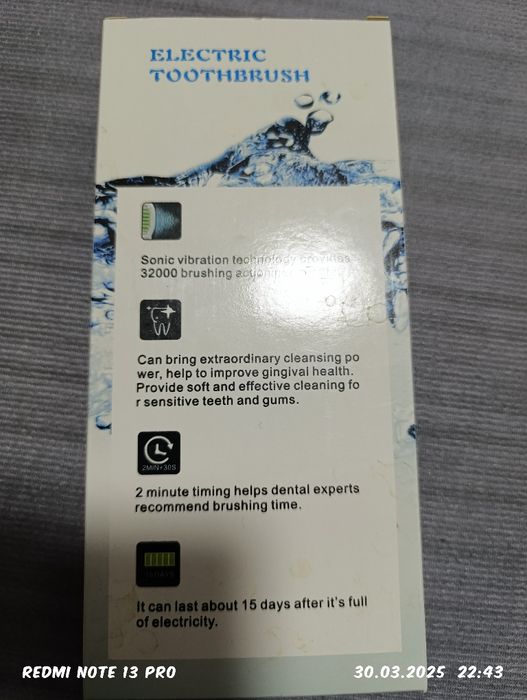 ELECTRIC
TOOTHBRUSH
Sonic vibration technology provides
32000 brushing action
Can bring extraordinary cleansing po
wer, help to improve gingival health.
Provide soft and effective cleaning fo
r sensitive teeth and gums.
2MIN+30S
2 minute timing helps dental experts
recommend brushing time.
15DAYS
It can last about 15 days after it's full
of electricity.
REDMI NOTE 13 PRO
30.03.2025 22:43